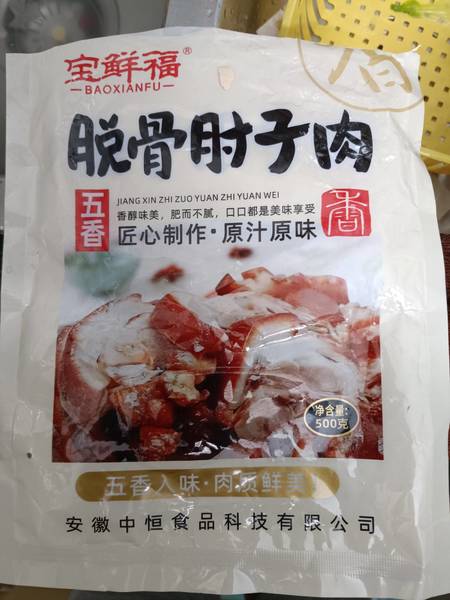 宝鲜福®
BAOXIANFU
脱骨肘子肉
五香
JIANG XIN ZHI ZUO YUAN ZHI YUAN WEI
香醇味美，肥而不腻，口口都是美味享受
匠心制作·原汁原味
香
净含量：
500克
五香入味·肉质鲜美
安徽中恒食品科技有限公司